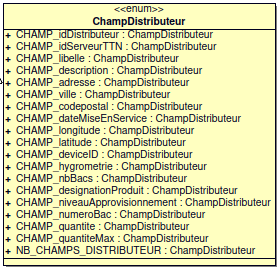 <<enum>>
ChampDistributeur
+ CHAMP_idDistributeur : ChampDistributeur
+ CHAMP_idServeurTTN : ChampDistributeur
+ CHAMP_libelle : ChampDistributeur
+ CHAMP_description : ChampDistributeur
+ CHAMP_adresse : ChampDistributeur
+ CHAMP_ville : ChampDistributeur
+ CHAMP_codepostal : ChampDistributeur
+ CHAMP_dateMiseEnService : ChampDistributeur
+ CHAMP_longitude : ChampDistributeur
+ CHAMP_latitude : ChampDistributeur
+ CHAMP_deviceID : ChampDistributeur
+ CHAMP_hygrometrie : ChampDistributeur
+ CHAMP_nbBacs : ChampDistributeur
+ CHAMP_designationProduit : ChampDistributeur
+ CHAMP_niveauApprovisionnement : ChampDistributeur
+ CHAMP_numeroBac : ChampDistributeur
+ CHAMP_quantite : ChampDistributeur
+ CHAMP_quantiteMax : ChampDistributeur
+ NB_CHAMPS_DISTRIBUTEUR : ChampDistributeur